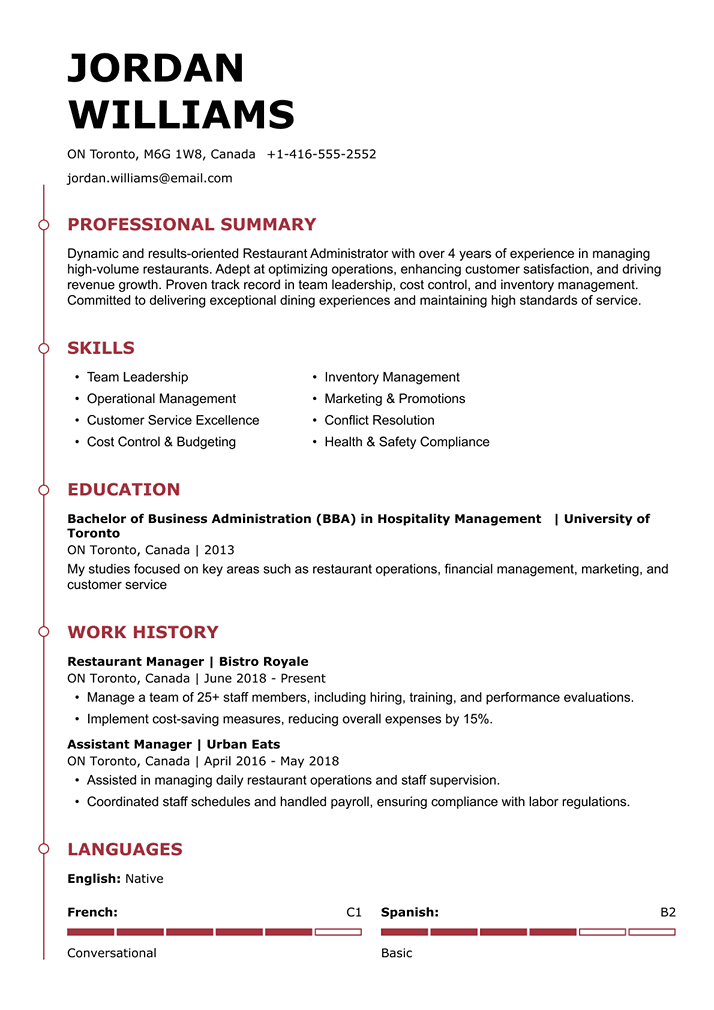 JORDAN
WILLIAMS
ON Toronto, M6G 1W8, Canada +1-416-555-2552
jordan.williams@email.com
PROFESSIONAL SUMMARY
Dynamic and results-oriented Restaurant Administrator with over 4 years of experience in managing
high-volume restaurants. Adept at optimizing operations, enhancing customer satisfaction, and driving
revenue growth. Proven track record in team leadership, cost control, and inventory management.
Committed to delivering exceptional dining experiences and maintaining high standards of service.
SKILLS
• Team Leadership
• Operational Management
• Customer Service Excellence
• Cost Control & Budgeting
• Inventory Management
• Marketing & Promotions
• Conflict Resolution
• Health & Safety Compliance
EDUCATION
Bachelor of Business Administration (BBA) in Hospitality Management | University of
Toronto
ON Toronto, Canada | 2013
My studies focused on key areas such as restaurant operations, financial management, marketing, and
customer service
WORK HISTORY
Restaurant Manager | Bistro Royale
ON Toronto, Canada | June 2018 - Present
• Manage a team of 25+ staff members, including hiring, training, and performance evaluations.
• Implement cost-saving measures, reducing overall expenses by 15%.
Assistant Manager | Urban Eats
ON Toronto, Canada | April 2016 - May 2018
• Assisted in managing daily restaurant operations and staff supervision.
• Coordinated staff schedules and handled payroll, ensuring compliance with labor regulations.
LANGUAGES
English: Native
French: C1
Conversational
Spanish: B2
Basic